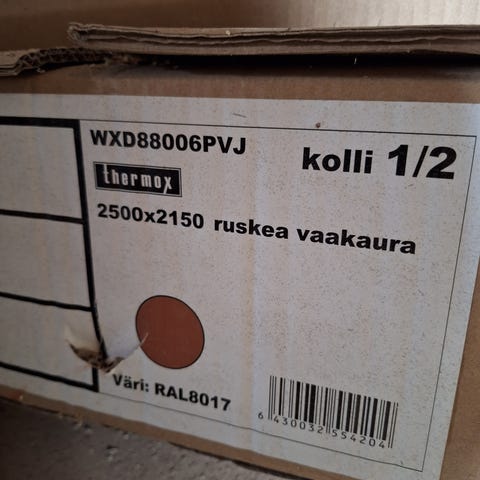 WXD88006PVJ
kolli 1/2
thermox
2500x2150 ruskea vaakaura
Väri: RAL8017
6 430032 554204